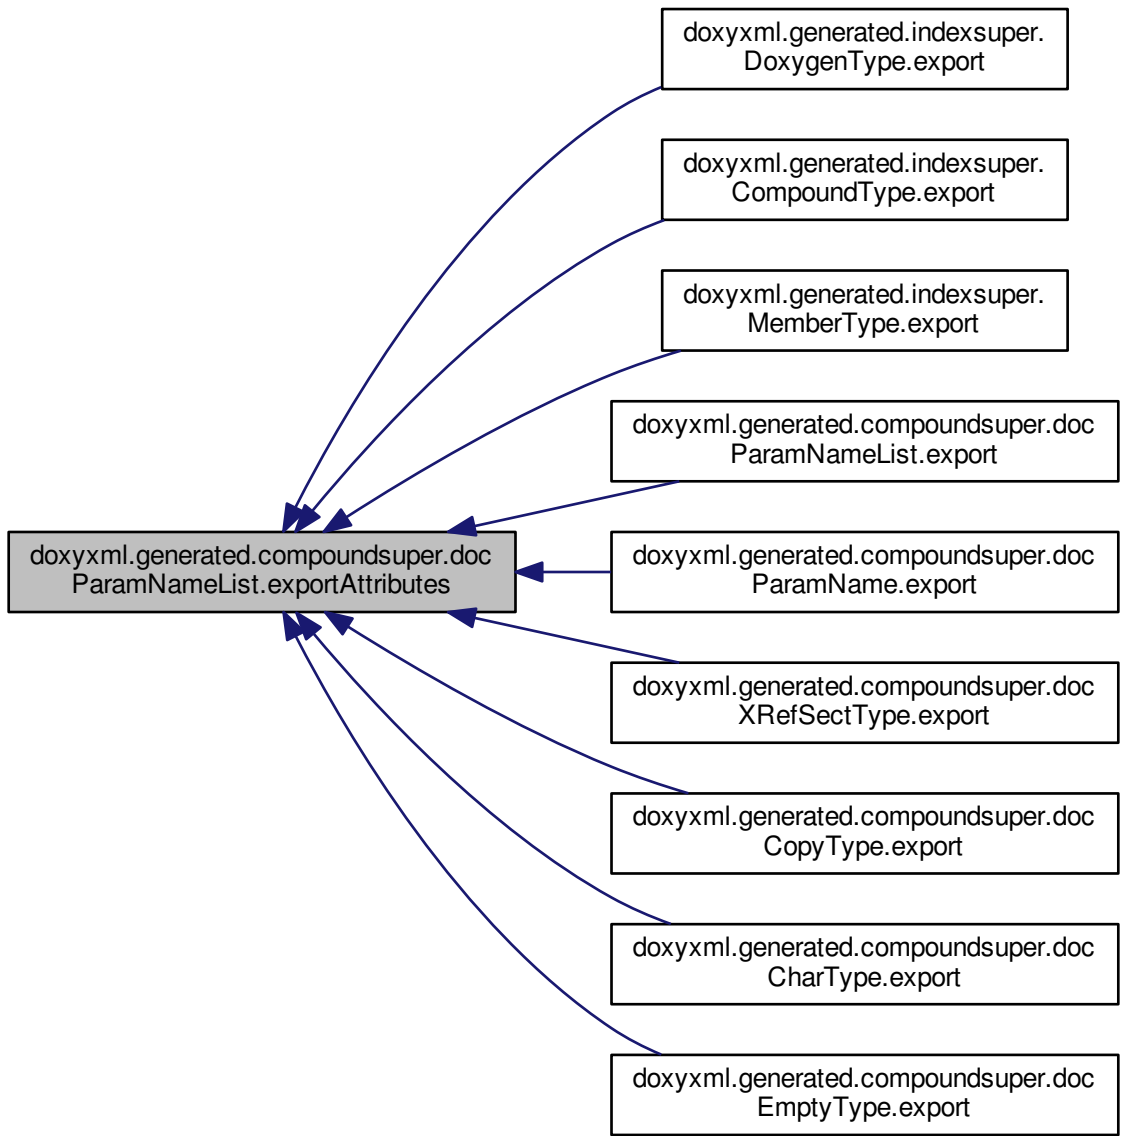 doxyxml.generated.indexsuper.
DoxygenType.export
doxyxml.generated.indexsuper.
CompoundType.export
doxyxml.generated.indexsuper.
MemberType.export
doxyxml.generated.compoundsuper.doc
ParamNameList.export
doxyxml.generated.compoundsuper.doc
ParamNameList.exportAttributes
doxyxml.generated.compoundsuper.doc
ParamName.export
doxyxml.generated.compoundsuper.doc
XRefSectType.export
doxyxml.generated.compoundsuper.doc
CopyType.export
doxyxml.generated.compoundsuper.doc
CharType.export
doxyxml.generated.compoundsuper.doc
EmptyType.export